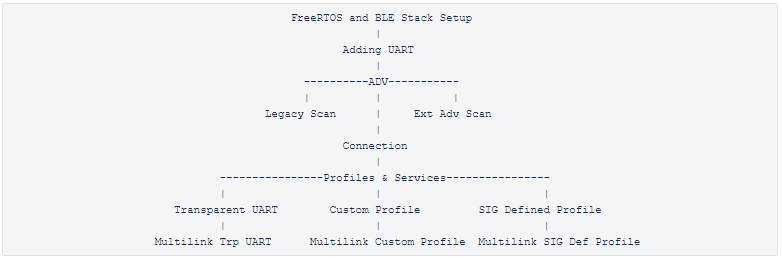 FreeRTOS and BLE Stack Setup
|
Adding UART
|
----------ADV-----------
| | |
Legacy Scan | Ext Adv Scan
|
Connection
|
----------------Profiles & Services----------------
| | |
Transparent UART Custom Profile SIG Defined Profile
| | |
Multilink Trp UART Multilink Custom Profile Multilink SIG Def Profile